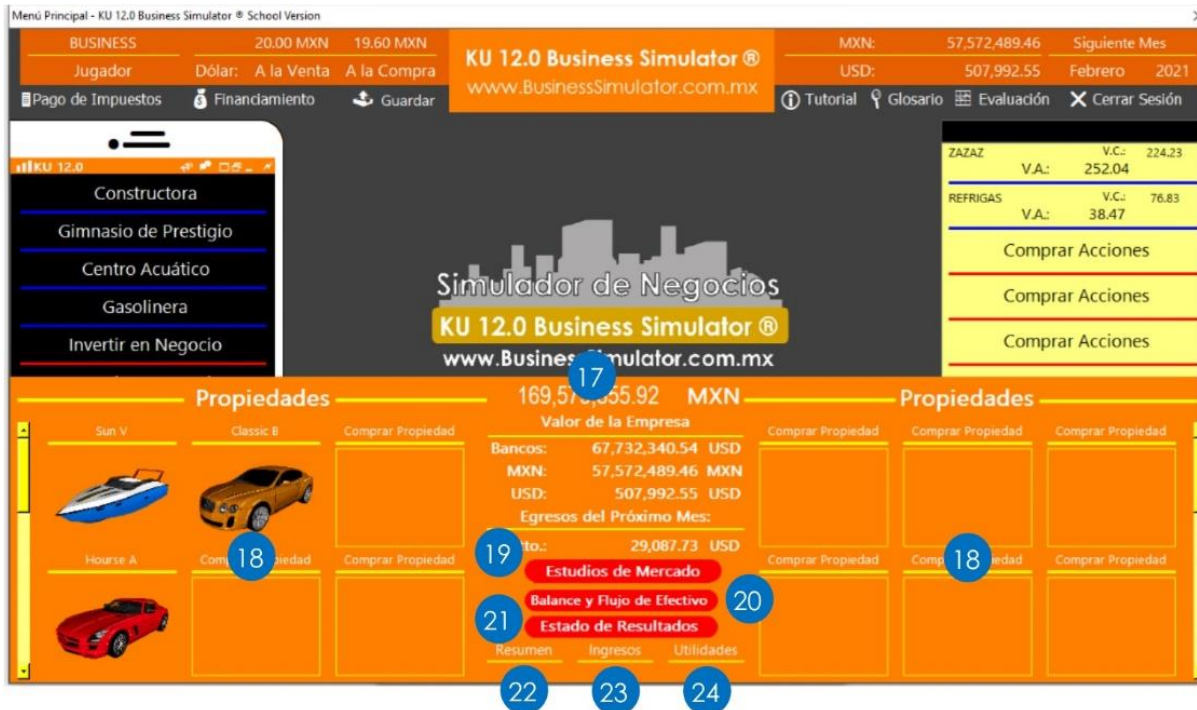 Menú Principal - KU 12.0 Business Simulator ® School Version
BUSINESS 20.00 MXN 19.60 MXN
Jugador Dólar: A la Venta A la Compra
Pago de Impuestos Financiamiento Guardar
KU 12.0 Business Simulator ®
www.BusinessSimulator.com.mx
MXN: 57,572,489.46 Siguiente Mes
USD: 507,992.55 Febrero 2021
Tutorial Glosario Evaluación Cerrar Sesión
KU 12.0
Constructora
Gimnasio de Prestigio
Centro Acuático
Gasolinera
Invertir en Negocio
Simulador de Negocios
KU 12.0 Business Simulator ®
www.Business mulator.com.mx
ZAZAZ V.C.: 224.23
V.A.: 252.04
REFRIGAS V.C.: 76.83
V.A.: 38.47
Comprar Acciones
Comprar Acciones
Comprar Acciones
17
Propiedades
Sun V Classic B Comprar Propiedad
Hourse A 18 Comprar Propiedad
MXN
Valor de la Empresa
Bancos: 67,732,340.54 USD
MXN: 57,572,489.46 MXN
USD: 507,992.55 USD
Egresos del Próximo Mes:
19 29,087.73 USD
Estudios de Mercado
20
Balance y Flujo de Efectivo
21
Estado de Resultados
Resumen Ingresos Utilidades
22 23 24
Propiedades
Comprar Propiedad Comprar Propiedad Comprar Propiedad
Comprar Propiedad 18 Comprar Propiedad